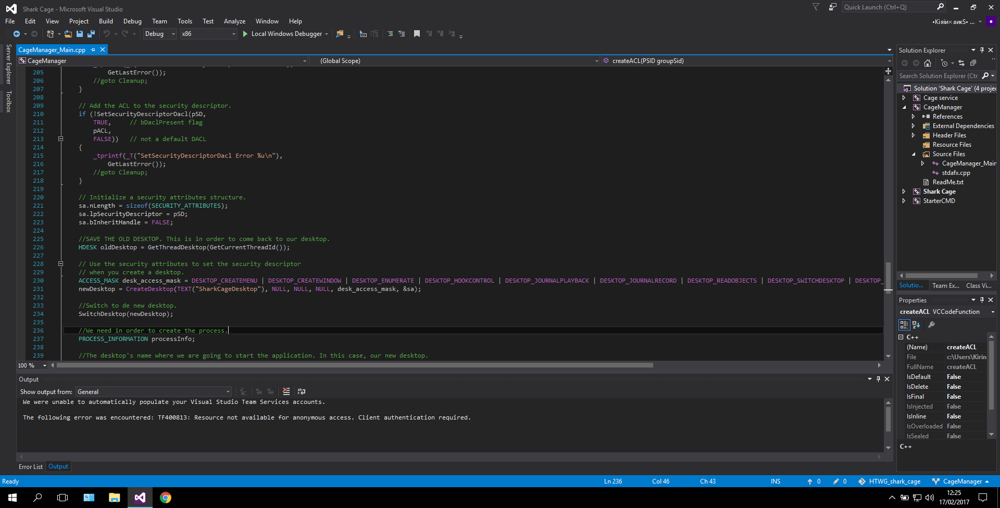 Shark Cage - Microsoft Visual Studio
Quick Launch (Ctrl+Q)
File Edit View Project Build Debug Team Tools Test Analyze Window Help
Debug x86 Local Windows Debugger
Server Explorer
Toolbox
CageManager_Main.cpp
CageManager (Global Scope) createACL(PSID groupSid)
205 GetLastError());
206 //goto Cleanup;
207 }
208
209 // Add the ACL to the security descriptor.
210 if (!SetSecurityDescriptorDacl(pSD,
211 TRUE, // bDaclPresent flag
212 pACL,
213 FALSE)) // not a default DACL
214 {
215 _tprintf(_T("SetSecurityDescriptorDacl Error %u\n"),
216 GetLastError());
217 //goto Cleanup;
218 }
219
220 // Initialize a security attributes structure.
221 sa.nLength = sizeof(SECURITY_ATTRIBUTES);
222 sa.lpSecurityDescriptor = pSD;
223 sa.bInheritHandle = FALSE;
224
225 //SAVE THE OLD DESKTOP. This is in order to come back to our desktop.
226 HDESK oldDesktop = GetThreadDesktop(GetCurrentThreadId());
227
228 // Use the security attributes to set the security descriptor
229 // when you create a desktop.
230 ACCESS_MASK desk_access_mask = DESKTOP_CREATEMENU | DESKTOP_CREATEWINDOW | DESKTOP_ENUMERATE | DESKTOP_HOOKCONTROL | DESKTOP_JOURNALPLAYBACK | DESKTOP_JOURNALRECORD | DESKTOP_READOBJECTS | DESKTOP_SWITCHDESKTOP | DESKTOP_
231 newDesktop = CreateDesktop(TEXT("SharkCageDesktop"), NULL, NULL, NULL, desk_access_mask, &sa);
232
233 //Switch to de new desktop.
234 SwitchDesktop(newDesktop);
235
236 //We need in order to create the process.
237 PROCESS_INFORMATION processInfo;
238
239 //The desktop's name where we are going to start the application. In this case, our new desktop.
100 %
Output
Show output from: General
We were unable to automatically populate your Visual Studio Team Services accounts.
The following error was encountered: TF400813: Resource not available for anonymous access. Client authentication required.
Error List Output
Solution Explorer
Search Solution Explorer (Ctr
Solution 'Shark Cage' (4 projec
Cage service
CageManager
References
External Dependencies
Header Files
Resource Files
Source Files
CageManager_Main
stdafx.cpp
ReadMe.txt
Shark Cage
StarterCMD
Solutio... Team Ex... Class Vi...
Properties
createACL VCCodeFunction
C++
(Name) createACL
File c:\Users\Kirin
FullName createACL
IsDefault False
IsDelete False
IsFinal False
IsInjected False
IsInline False
IsOverloaded False
IsSealed False
C++
Ready Ln 236 Col 46 Ch 43 INS 0 0 HTWG_shark_cage CageManager
12:25
17/02/2017